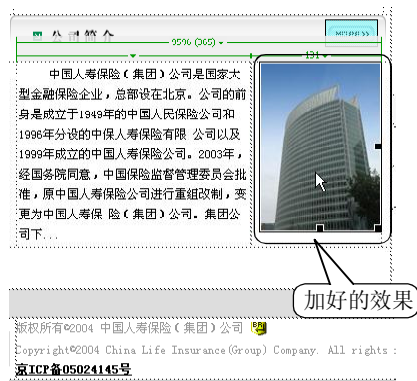 公司简介
95% (365)
131
中国人寿保险（集团）公司是国家大
型金融保险企业，总部设在北京。公司的前
身是成立于1949年的中国人民保险公司和
1996年分设的中保人寿保险有限 公司以及
1999年成立的中国人寿保险公司。2003年，
经国务院同意，中国保险监督管理委员会批
准，原中国人寿保险公司进行重组改制，变
更为中国人寿保 险（集团）公司。集团公
司下...
加好的效果
版权所有©2004 中国人寿保险（集团）公司
Copyright©2004 China Life Insurance(Group) Company. All rights
京ICP备05024145号